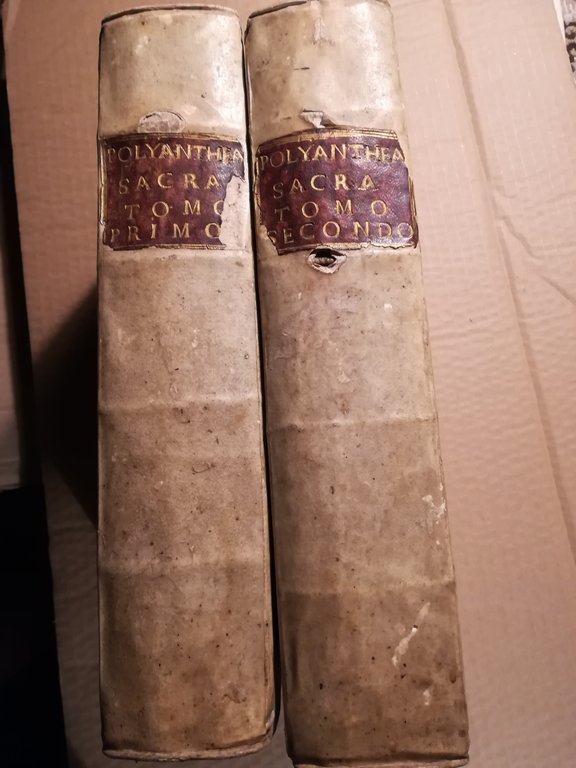 POLYANTHEA
SACRA
TOMO
PRIMO
POLYANTHEA
SACRA
TOMO
SECONDO